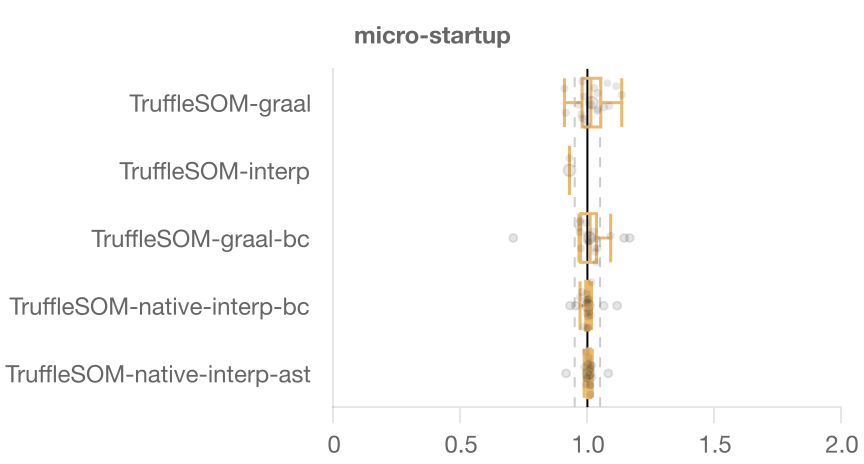 micro-startup
TruffleSOM-graal
TruffleSOM-interp
TruffleSOM-graal-bc
TruffleSOM-native-interp-bc
TruffleSOM-native-interp-ast
0 0.5 1.0 1.5 2.0